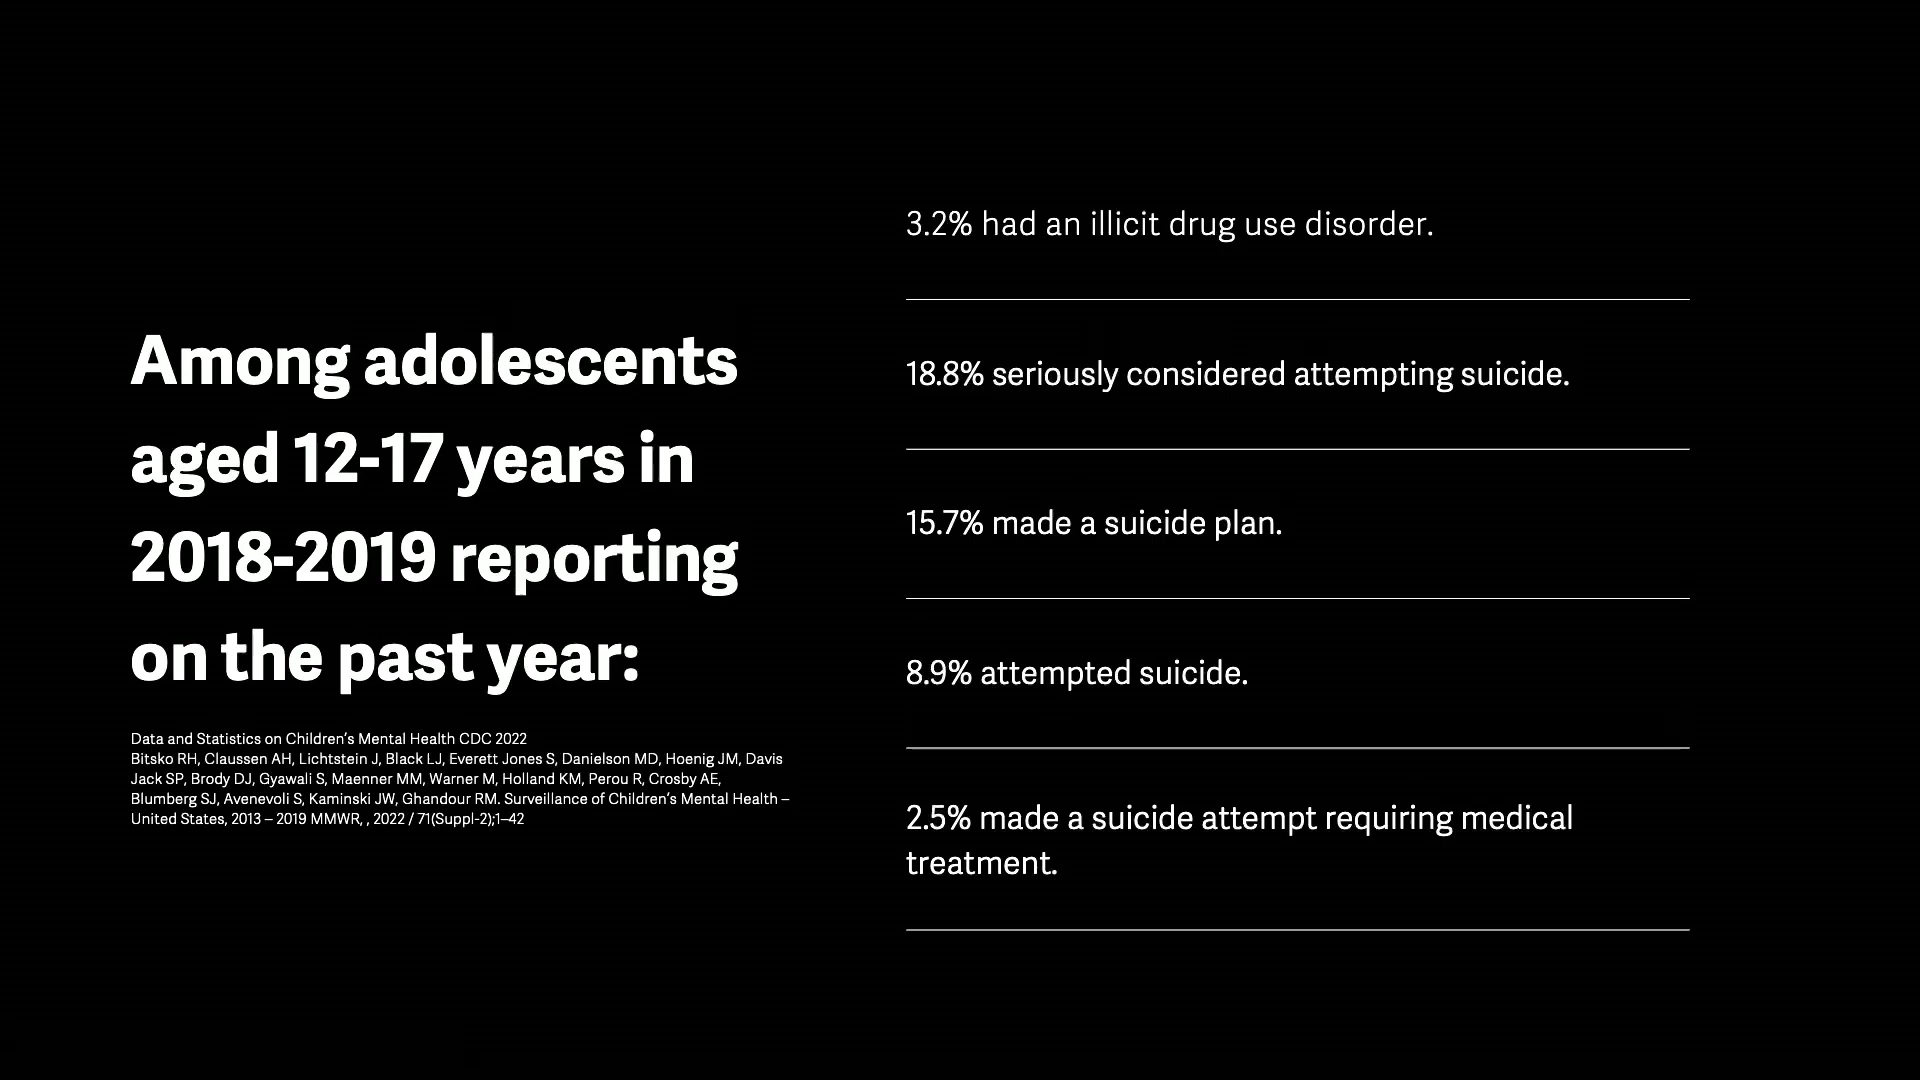 Among adolescents
aged 12-17 years in
2018-2019 reporting
on the past year:
Data and Statistics on Children’s Mental Health CDC 2022
Bitsko RH, Claussen AH, Lichtstein J, Black LJ, Everett Jones S, Danielson MD, Hoenig JM, Davis
Jack SP, Brody DJ, Gyawali S, Maenner MM, Warner M, Holland KM, Perou R, Crosby AE,
Blumberg SJ, Avenevoli S, Kaminski JW, Ghandour RM. Surveillance of Children’s Mental Health –
United States, 2013 – 2019 MMWR, , 2022 / 71(Suppl-2);1–42
3.2% had an illicit drug use disorder.
18.8% seriously considered attempting suicide.
15.7% made a suicide plan.
8.9% attempted suicide.
2.5% made a suicide attempt requiring medical
treatment.